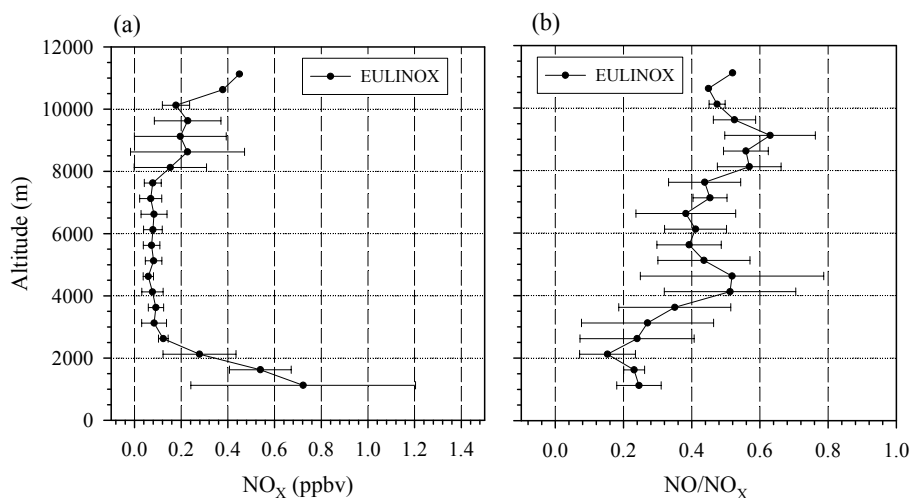 (a)
(b)
12000
10000
8000
6000
4000
2000
0
Altitude (m)
EULINOX
EULINOX
0.0 0.2 0.4 0.6 0.8 1.0 1.2 1.4
0.0 0.2 0.4 0.6 0.8 1.0
NOX (ppbv)
NO/NOX